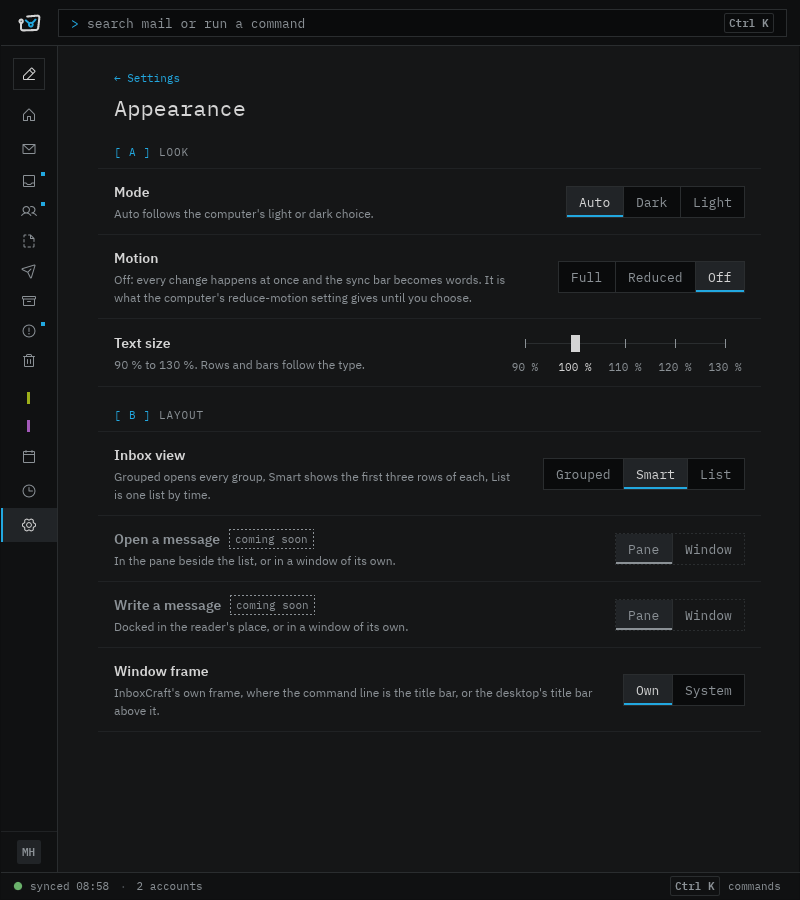 > search mail or run a command
Ctrl K
← Settings
Appearance
[ A ] LOOK
Mode
Auto follows the computer's light or dark choice.
Auto Dark Light
Motion
Off: every change happens at once and the sync bar becomes words. It is
what the computer's reduce-motion setting gives until you choose.
Full Reduced Off
Text size
90 % to 130 %. Rows and bars follow the type.
90 % 100 % 110 % 120 % 130 %
[ B ] LAYOUT
Inbox view
Grouped opens every group, Smart shows the first three rows of each, List
is one list by time.
Grouped Smart List
Open a message coming soon
In the pane beside the list, or in a window of its own.
Pane Window
Write a message coming soon
Docked in the reader's place, or in a window of its own.
Pane Window
Window frame
InboxCraft's own frame, where the command line is the title bar, or the desktop's title bar
above it.
Own System
MH
synced 08:58 · 2 accounts
Ctrl K commands